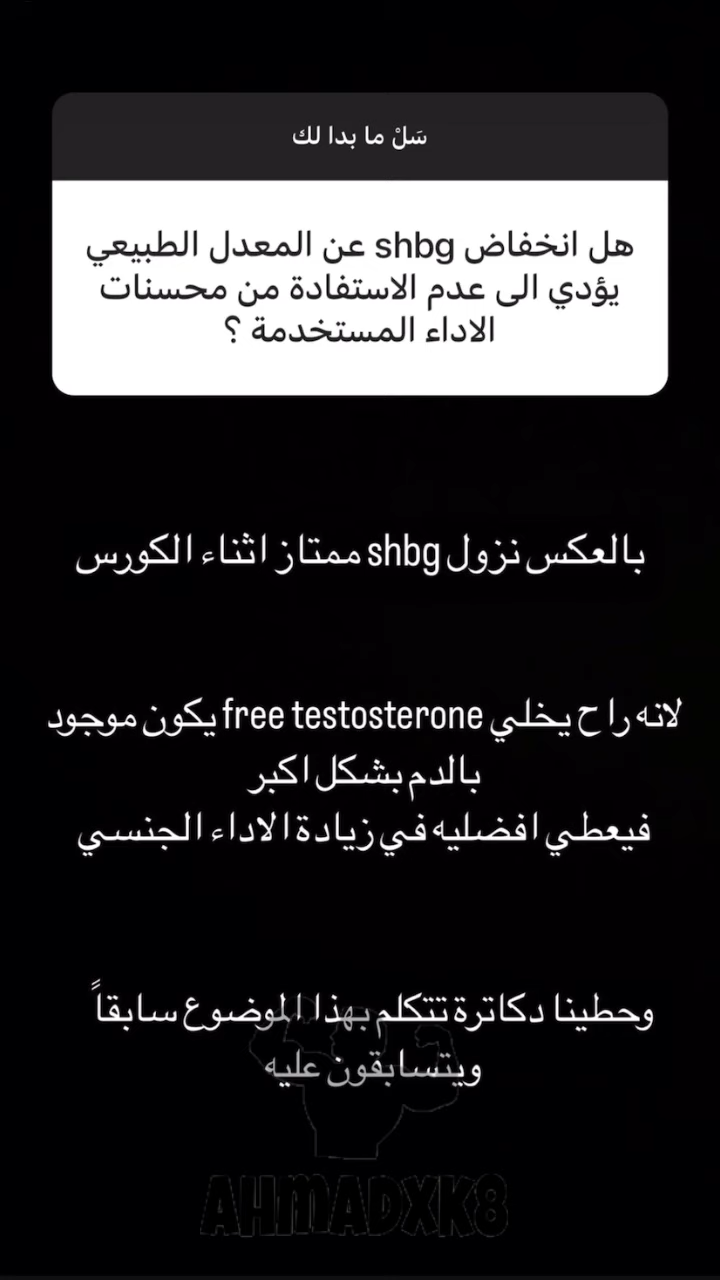 سَلْ ما بدا لك
هل انخفاض shbg عن المعدل الطبيعي
يؤدي الى عدم الاستفادة من محسنات
الاداء المستخدمة ؟
بالعكس نزول shbg ممتاز اثناء الكورس
لانه راح يخلي free testosterone يكون موجود
بالدم بشكل اكبر
فيعطي افضليه في زيادة الاداء الجنسي
وحطينا دكاترة تتكلم بهذا الموضوع سابقاً
ويتسابقون عليه
AHMADXK8